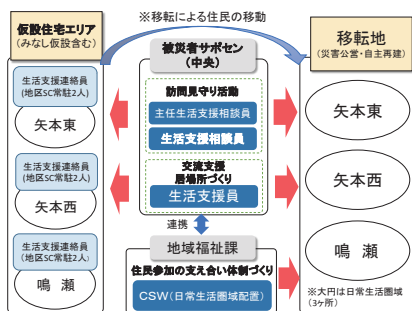 ※移転による住民の移動
仮設住宅エリア
(みなし仮設含む)
生活支援連絡員
(地区SC常駐2人)
矢本東
生活支援連絡員
(地区SC常駐2人)
矢本西
生活支援連絡員
(地区SC常駐2人)
鳴 瀬
被災者サポセン
(中央)
訪問見守り活動
主任生活支援相談員
生活支援相談員
交流支援
居場所づくり
生活支援員
連携
地域福祉課
住民参加の支え合い体制づくり
CSW(日常生活圏域配置)
移転地
(災害公営・自主再建)
矢本東
矢本西
鳴 瀬
※大円は日常生活圏域
(3ヶ所)